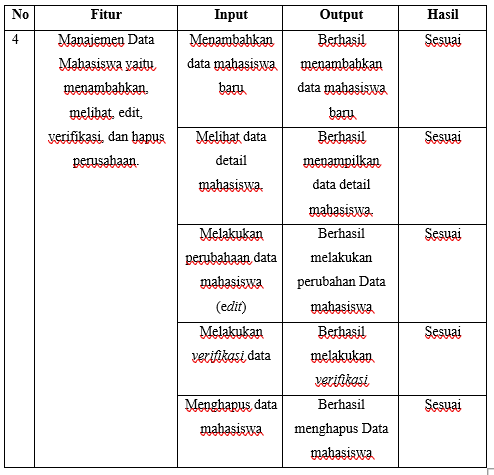 No Fitur Input Output Hasil
4 Manajemen Data Mahasiswa yaitu menambahkan, melihat, edit, verifikasi, dan hapus perusahaan.
Menambahkan data mahasiswa baru
Berhasil menambahkan data mahasiswa baru
Sesuai
Melihat data detail mahasiswa.
Berhasil menampilkan data detail mahasiswa.
Sesuai
Melakukan perubahaan data mahasiswa (edit)
Berhasil melakukan perubahan Data mahasiswa
Sesuai
Melakukan verifikasi data
Berhasil melakukan verifikasi
Sesuai
Menghapus data mahasiswa
Berhasil menghapus Data mahasiswa
Sesuai